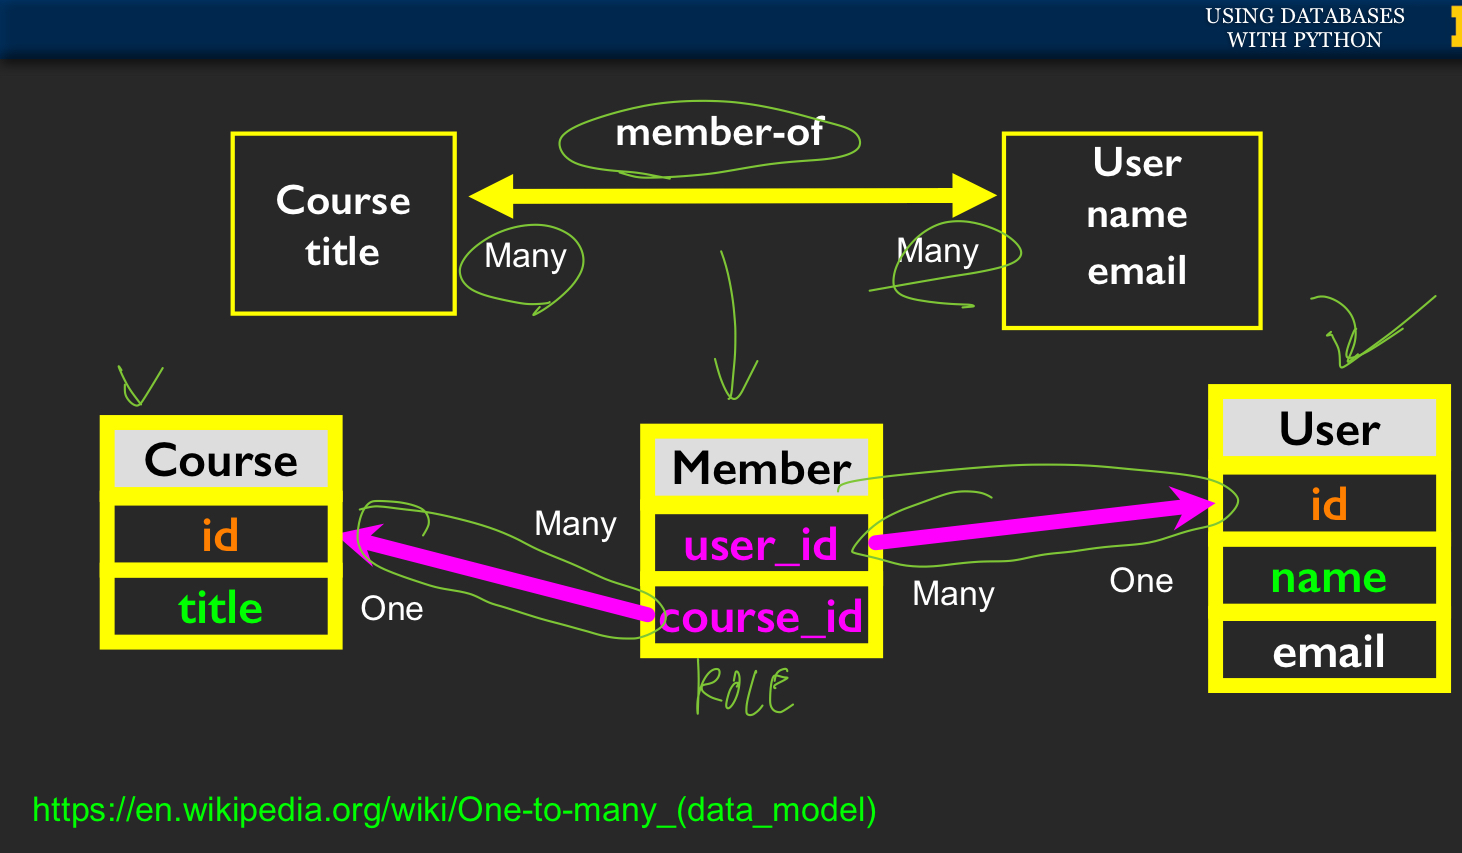 USING DATABASES
WITH PYTHON
member-of
Course
title
Many
Many
User
name
email
Course
id
title
One
Many
Member
user_id
course_id
ROLE
Many
One
User
id
name
email
https://en.wikipedia.org/wiki/One-to-many_(data_model)